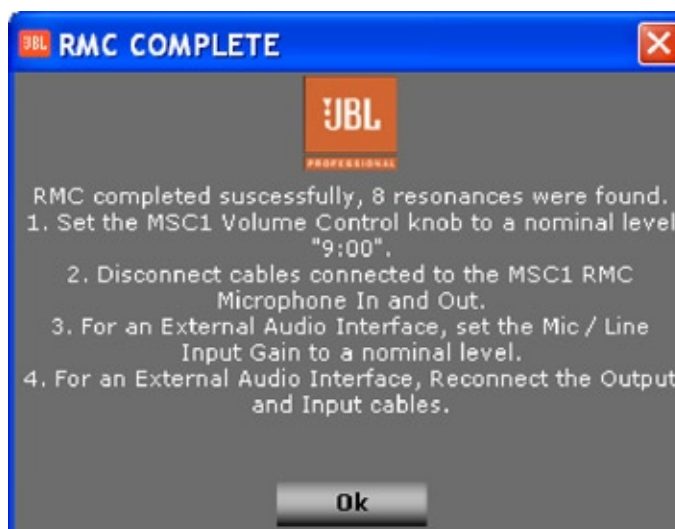 JBL RMC COMPLETE
JBL
PROFESSIONAL
RMC completed suscessfully, 8 resonances were found.
1. Set the MSC1 Volume Control knob to a nominal level
"9:00".
2. Disconnect cables connected to the MSC1 RMC
Microphone In and Out.
3. For an External Audio Interface, set the Mic / Line
Input Gain to a nominal level.
4. For an External Audio Interface, Reconnect the Output
and Input cables.
Ok